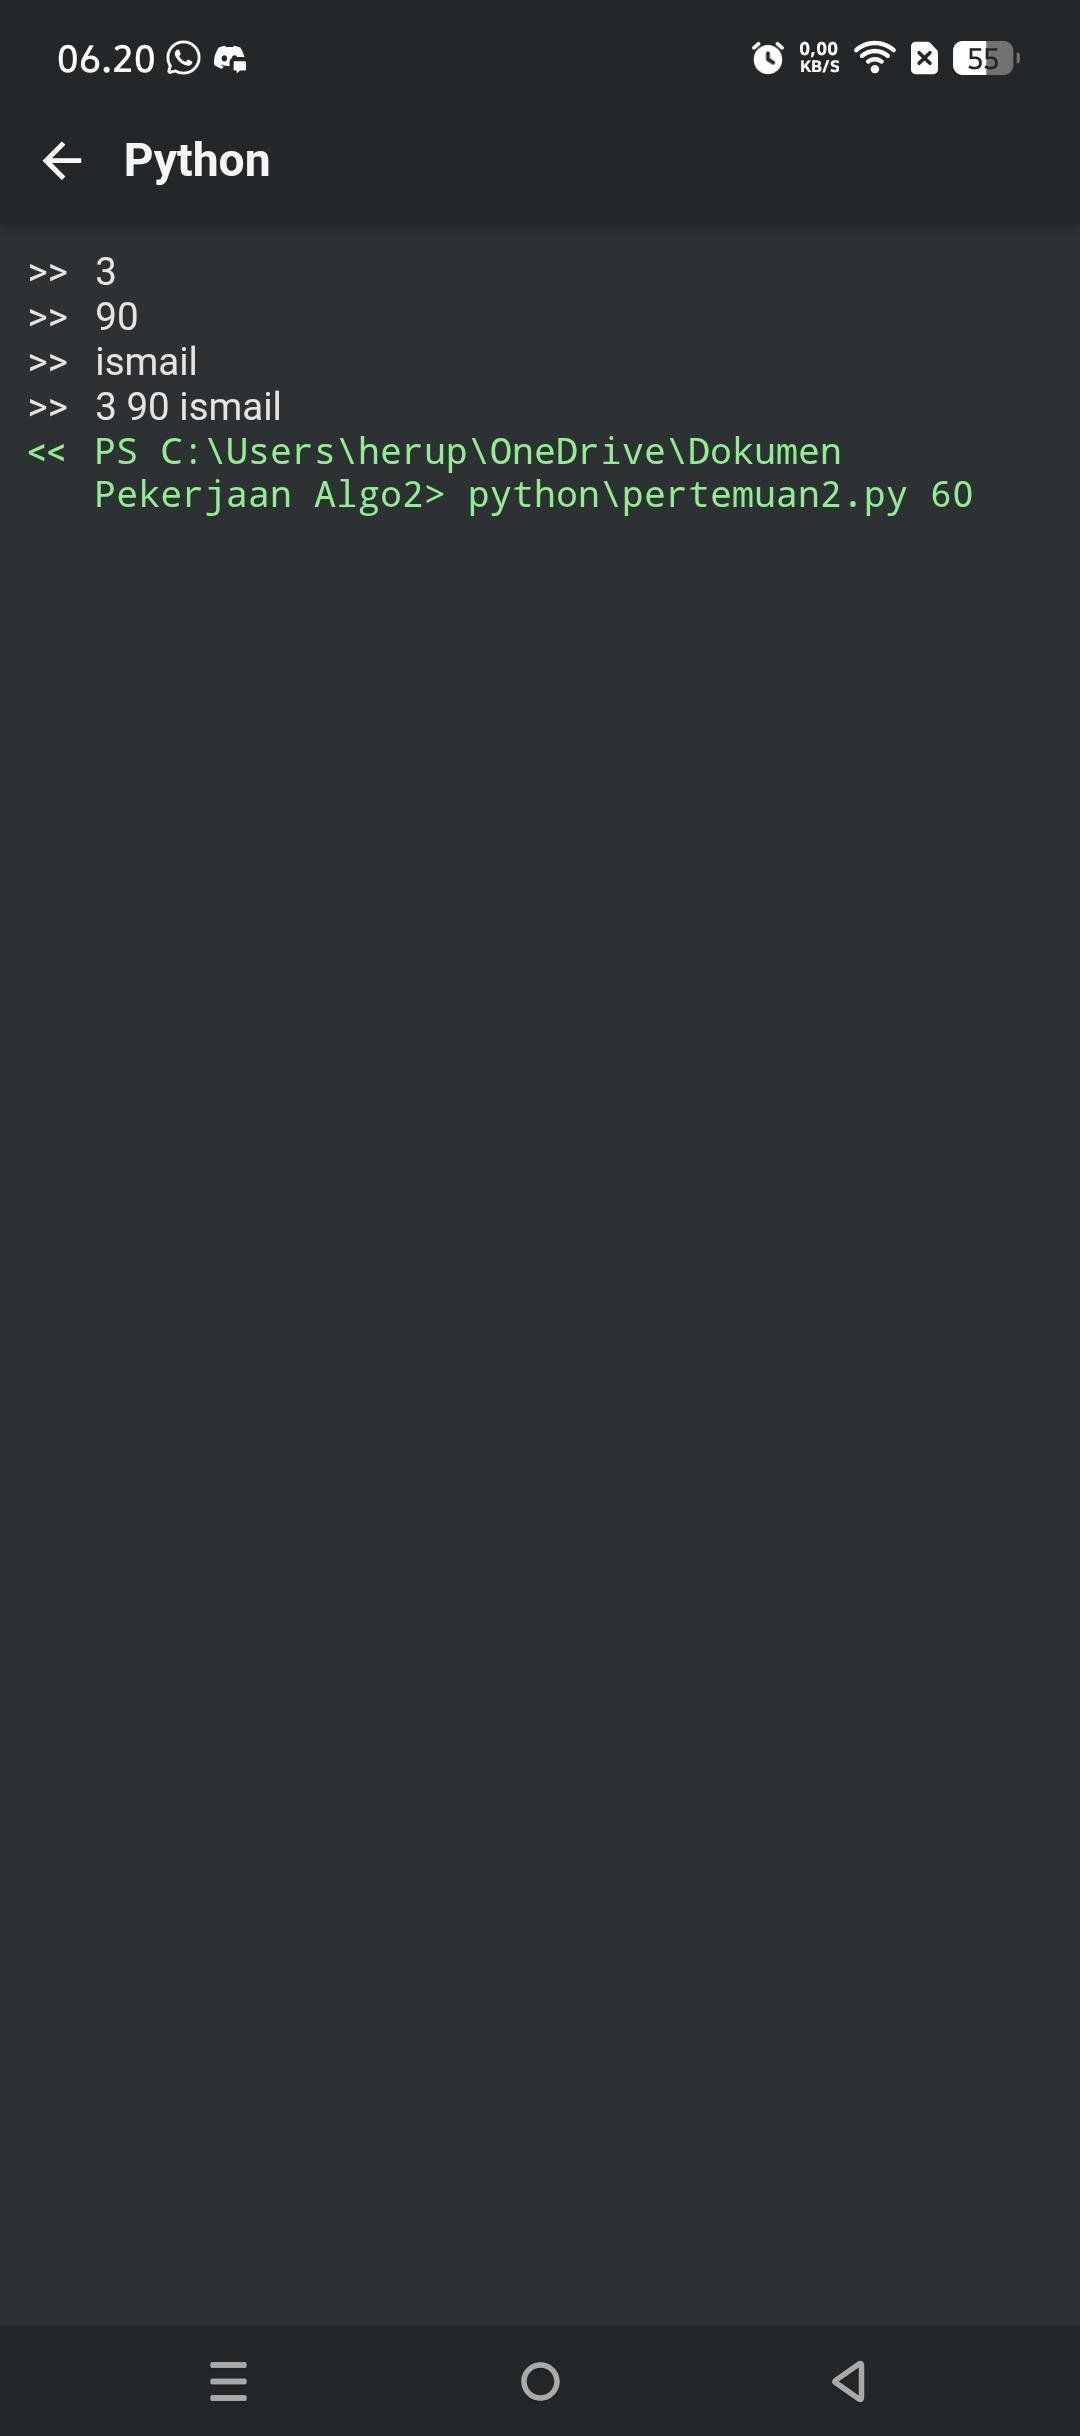 06.20
0,00
KB/S
55
Python
>> 3
>> 90
>> ismail
>> 3 90 ismail
<< PS C:\Users\herup\OneDrive\Dokumen
Pekerjaan Algo2> python\pertemuan2.py 60